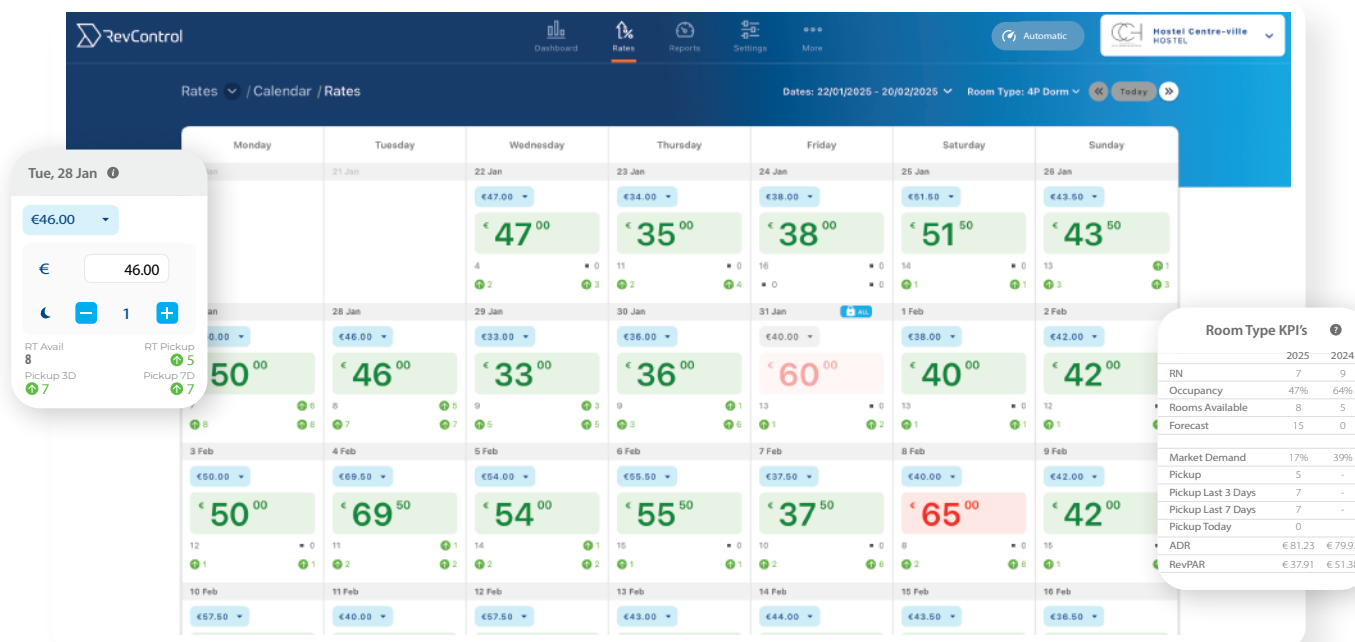 RevControl
Dashboard Rates Reports Settings More
Automatic
Hostel Centre-ville
HOSTEL
Rates / Calendar / Rates
Dates: 22/01/2025 - 20/02/2025 Room Type: 4P Dorm « Today »
Monday Tuesday Wednesday Thursday Friday Saturday Sunday
21 Jan 22 Jan 23 Jan 24 Jan 25 Jan 26 Jan
€47.00 €34.00 €38.00 €51.50 €43.50
€ 47 00 € 35 00 € 38 00 € 51 50 € 43 50
4 0 11 0 16 0 14 0 13 1
2 3 2 4 0 0 1 1 3 3
28 Jan 29 Jan 30 Jan 31 Jan ALL 1 Feb 2 Feb
€46.00 €33.00 €36.00 €40.00 €38.00 €42.00
50 00 € 46 00 € 33 00 € 36 00 € 60 00 € 40 00 € 42 00
6 8 5 9 3 9 1 13 0 13 0 12
8 8 7 7 5 5 3 6 1 2 1 1 1
3 Feb 4 Feb 5 Feb 6 Feb 7 Feb 8 Feb 9 Feb
€50.00 €69.50 €54.00 €55.50 €37.50 €40.00 €42.00
€ 50 00 € 69 50 € 54 00 € 55 50 € 37 50 € 65 00 € 42 00
12 0 11 1 14 1 15 0 10 0 8 0 15
1 1 2 2 2 2 1 1 2 6 2 8 1
10 Feb 11 Feb 12 Feb 13 Feb 14 Feb 15 Feb 16 Feb
€57.50 €40.00 €57.50 €43.00 €44.00 €43.50 €36.50
Tue, 28 Jan
€46.00
€ 46.00
− 1 +
RT Avail RT Pickup
8 5
Pickup 3D Pickup 7D
7 7
Room Type KPI's ?
2025 2024
RN 7 9
Occupancy 47% 64%
Rooms Available 8 5
Forecast 15 0
Market Demand 17% 39%
Pickup 5 -
Pickup Last 3 Days 7 -
Pickup Last 7 Days 7 -
Pickup Today 0
ADR € 81.23 € 79.9
RevPAR € 37.91 € 51.3